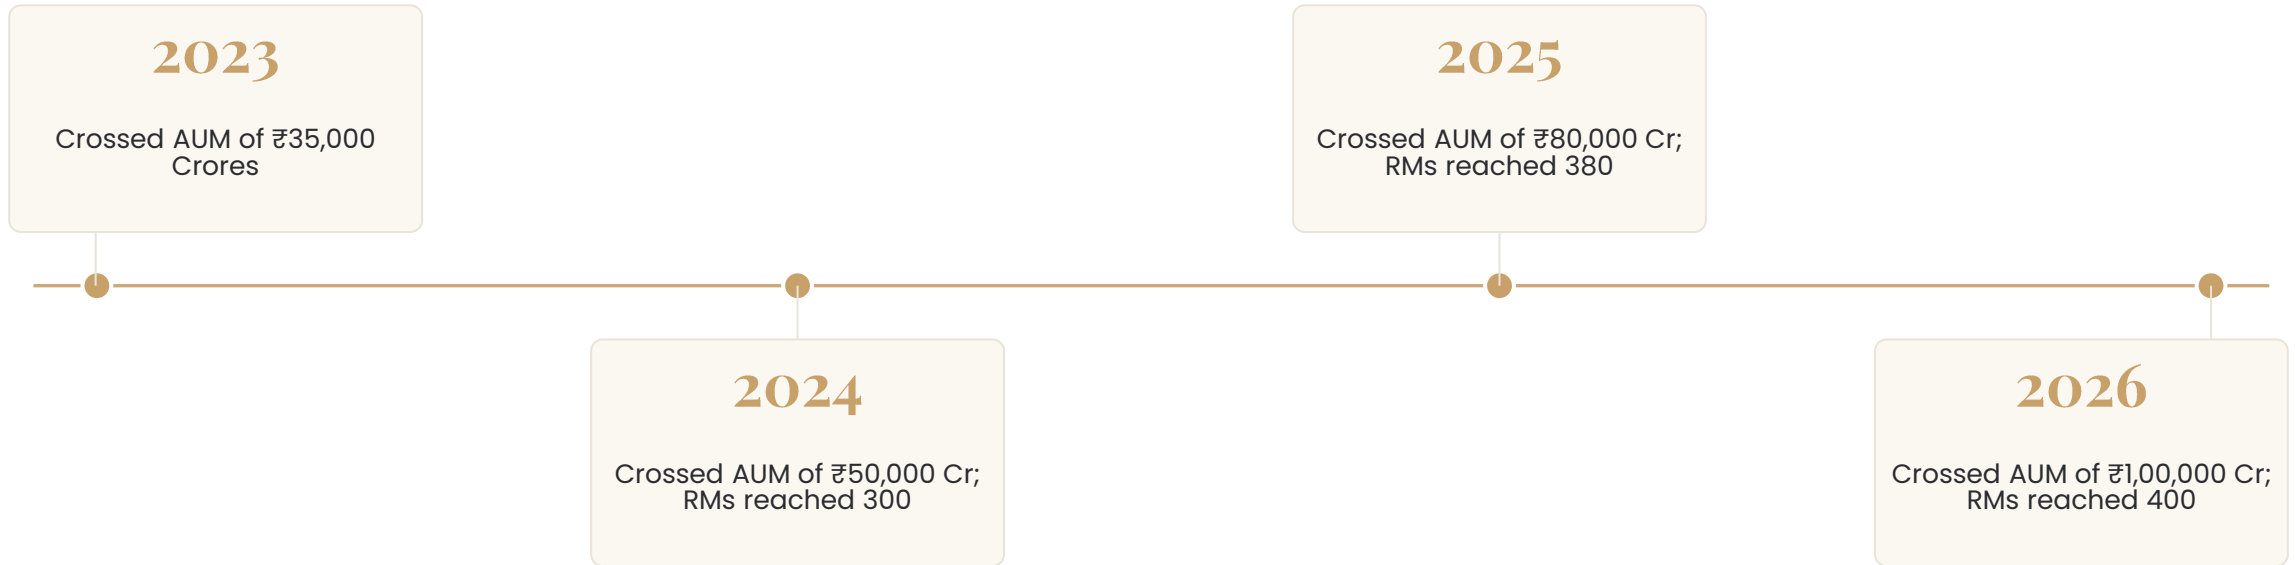 2023
Crossed AUM of ₹35,000
Crores
2024
Crossed AUM of ₹50,000 Cr;
RMs reached 300
2025
Crossed AUM of ₹80,000 Cr;
RMs reached 380
2026
Crossed AUM of ₹1,00,000 Cr;
RMs reached 400